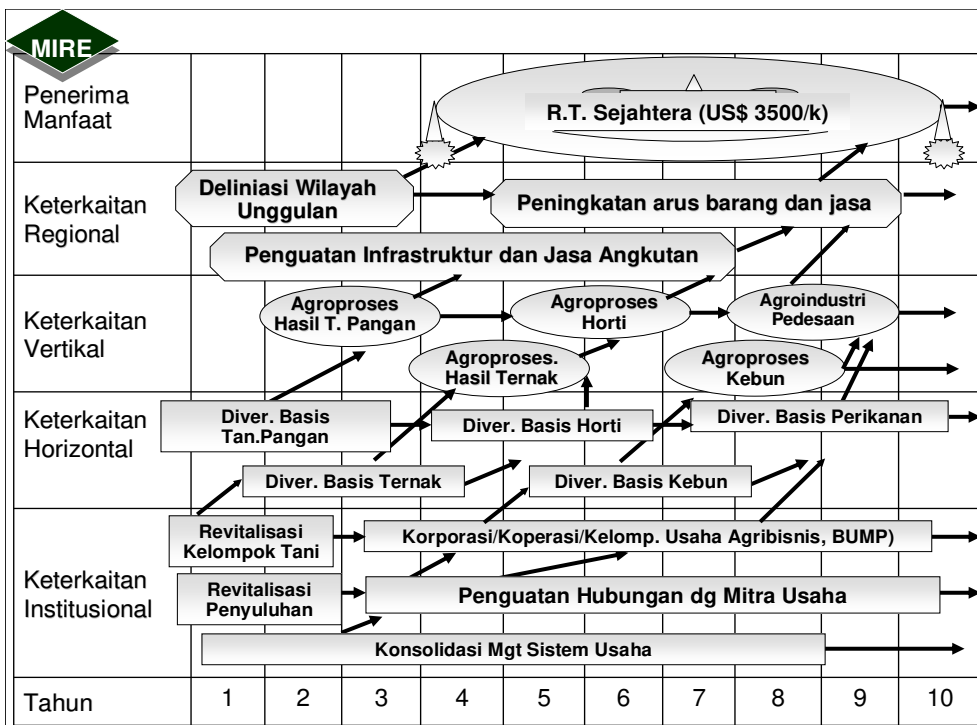 MIRE
Penerima
Manfaat
R.T. Sejahtera (US$ 3500/k)
Keterkaitan
Regional
Deliniasi Wilayah
Unggulan
Peningkatan arus barang dan jasa
Penguatan Infrastruktur dan Jasa Angkutan
Keterkaitan
Vertikal
Agroproses
Hasil T. Pangan
Agroproses
Horti
Agroindustri
Pedesaan
Agroproses.
Hasil Ternak
Agroproses
Kebun
Keterkaitan
Horizontal
Diver. Basis
Tan.Pangan
Diver. Basis Horti
Diver. Basis Perikanan
Diver. Basis Ternak
Diver. Basis Kebun
Keterkaitan
Institusional
Revitalisasi
Kelompok Tani
Korporasi/Koperasi/Kelomp. Usaha Agribisnis, BUMP)
Revitalisasi
Penyuluhan
Penguatan Hubungan dg Mitra Usaha
Konsolidasi Mgt Sistem Usaha
Tahun 1 2 3 4 5 6 7 8 9 10